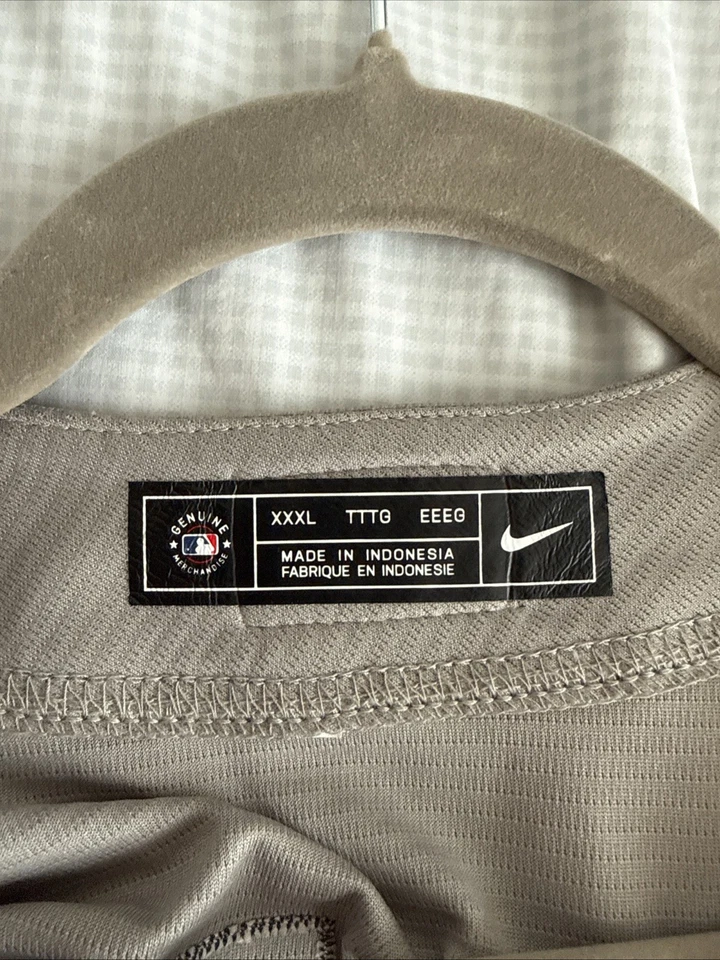 GENUINE
MERCHANDISE
XXXL TTTG EEEG
MADE IN INDONESIA
FABRIQUE EN INDONESIE